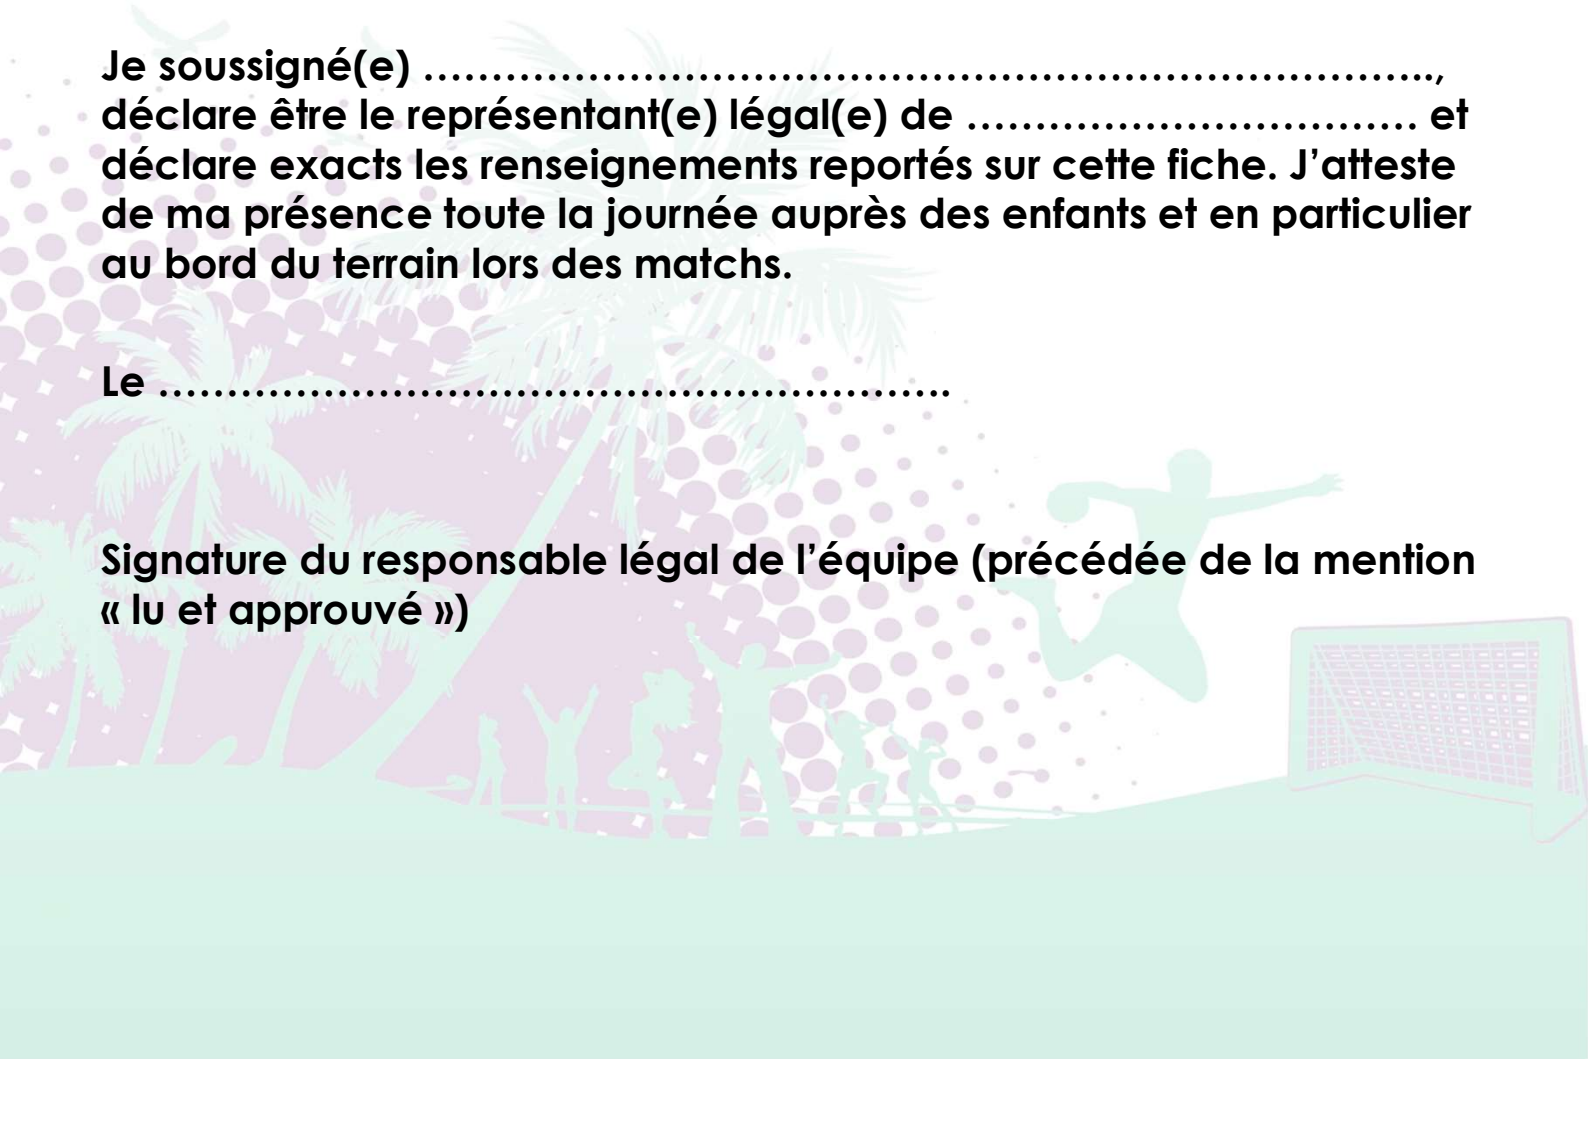 Je soussigné(e) ………………………………………………………………..,
déclare être le représentant(e) légal(e) de …………………………… et
déclare exacts les renseignements reportés sur cette fiche. J’atteste
de ma présence toute la journée auprès des enfants et en particulier
au bord du terrain lors des matchs.
Le ………………………………………………….
Signature du responsable légal de l’équipe (précédée de la mention
« lu et approuvé »)